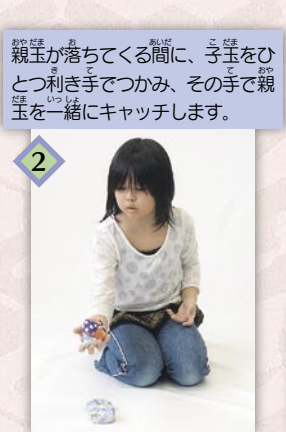 親玉が落ちてくる間に、子玉をひ
とつ利き手でつかみ、その手で親
玉を一緒にキャッチします。
2